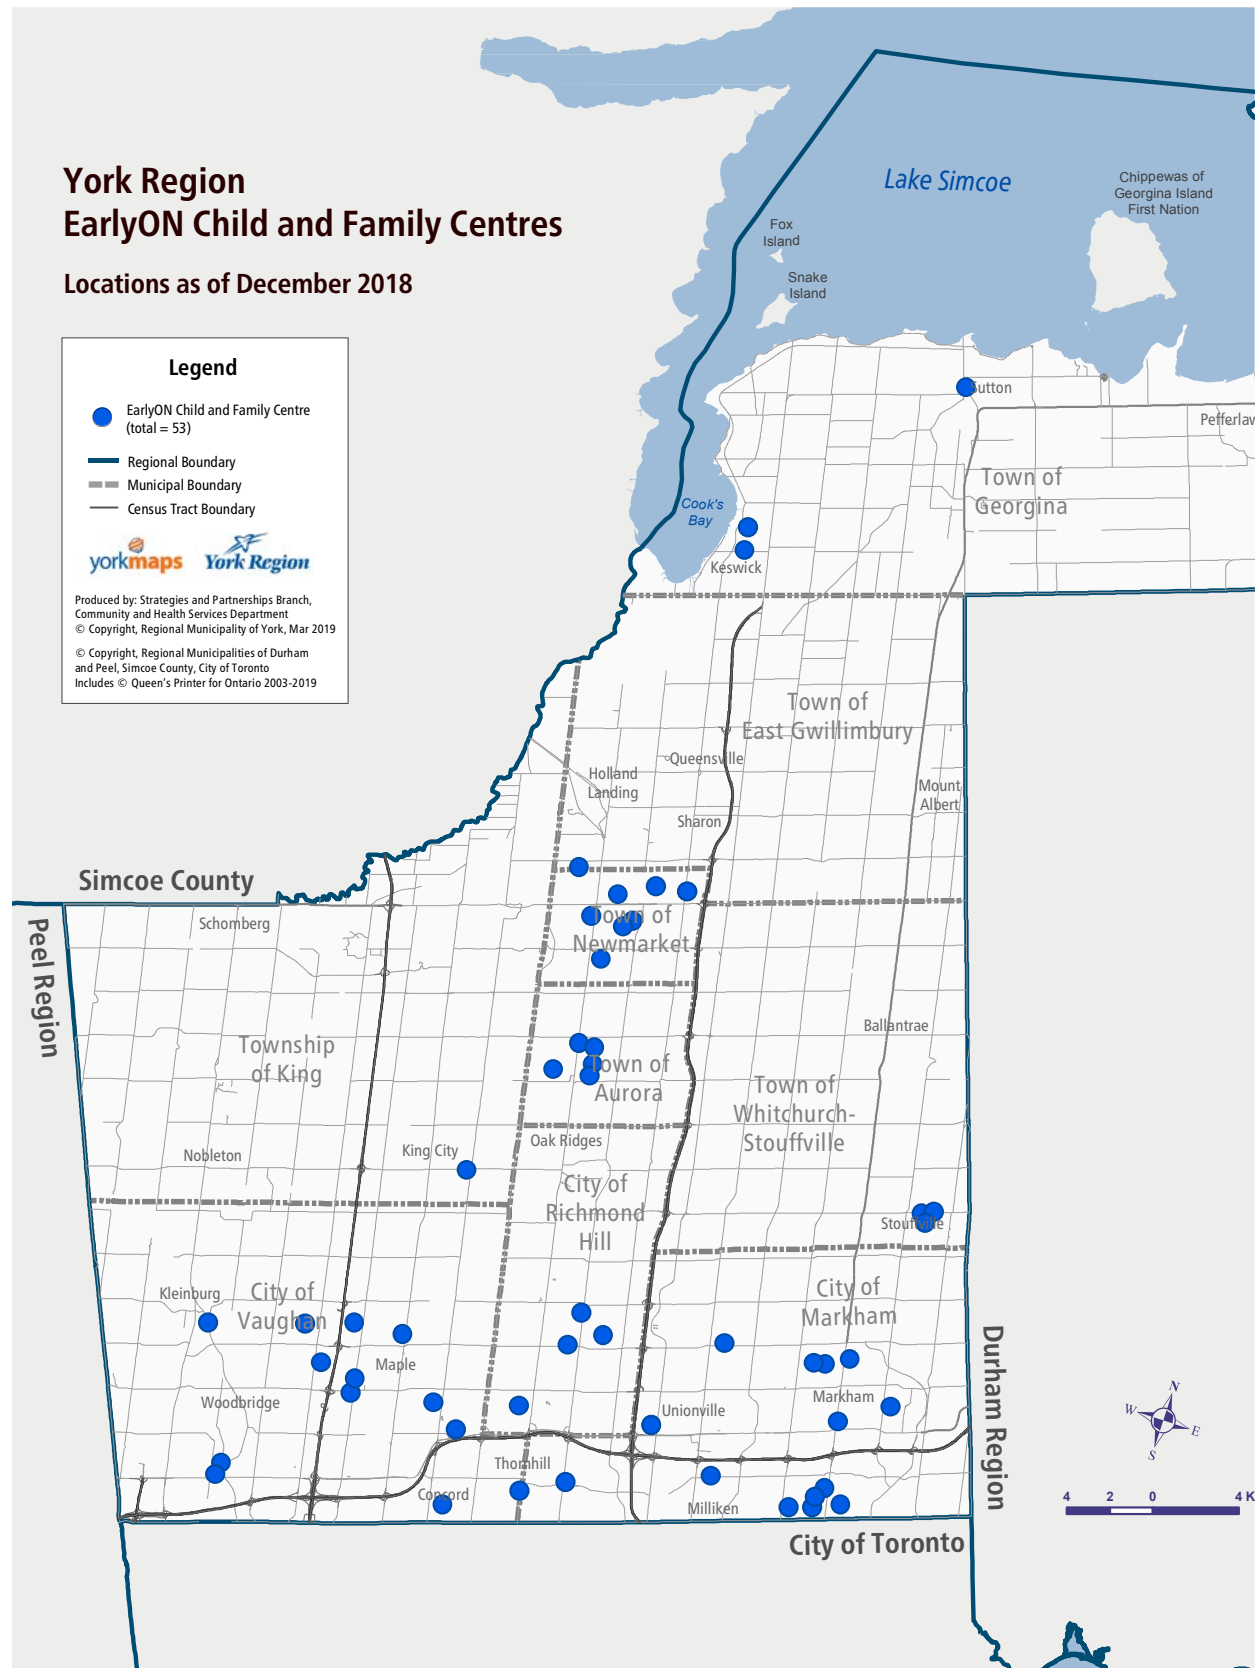 York Region
EarlyON Child and Family Centres
Locations as of December 2018
Legend
EarlyON Child and Family Centre
(total = 53)
Regional Boundary
Municipal Boundary
Census Tract Boundary
yorkmaps
York Region
Produced by: Strategies and Partnerships Branch,
Community and Health Services Department
© Copyright, Regional Municipality of York, Mar 2019
© Copyright, Regional Municipalities of Durham
and Peel, Simcoe County, City of Toronto
Includes © Queen's Printer for Ontario 2003-2019
Lake Simcoe
Chippewas of
Georgina Island
First Nation
Fox
Island
Snake
Island
Sutton
Pefferlaw
Town of
Georgina
Cook's
Bay
Keswick
Town of
East Gwillimbury
Queensville
Holland
Landing
Mount
Albert
Sharon
Simcoe County
Peel Region
Schomberg
Town of
Newmarket
Ballantrae
Township
of King
Town of
Aurora
Town of
Whitchurch-
Stouffville
Oak Ridges
King City
Nobleton
City of
Richmond
Hill
Stouffville
Kleinburg
City of
Vaughan
City of
Markham
Maple
Woodbridge
Markham
Unionville
Durham Region
Thornhill
Concord
Milliken
City of Toronto
N
W
E
S
4 2 0 4 K